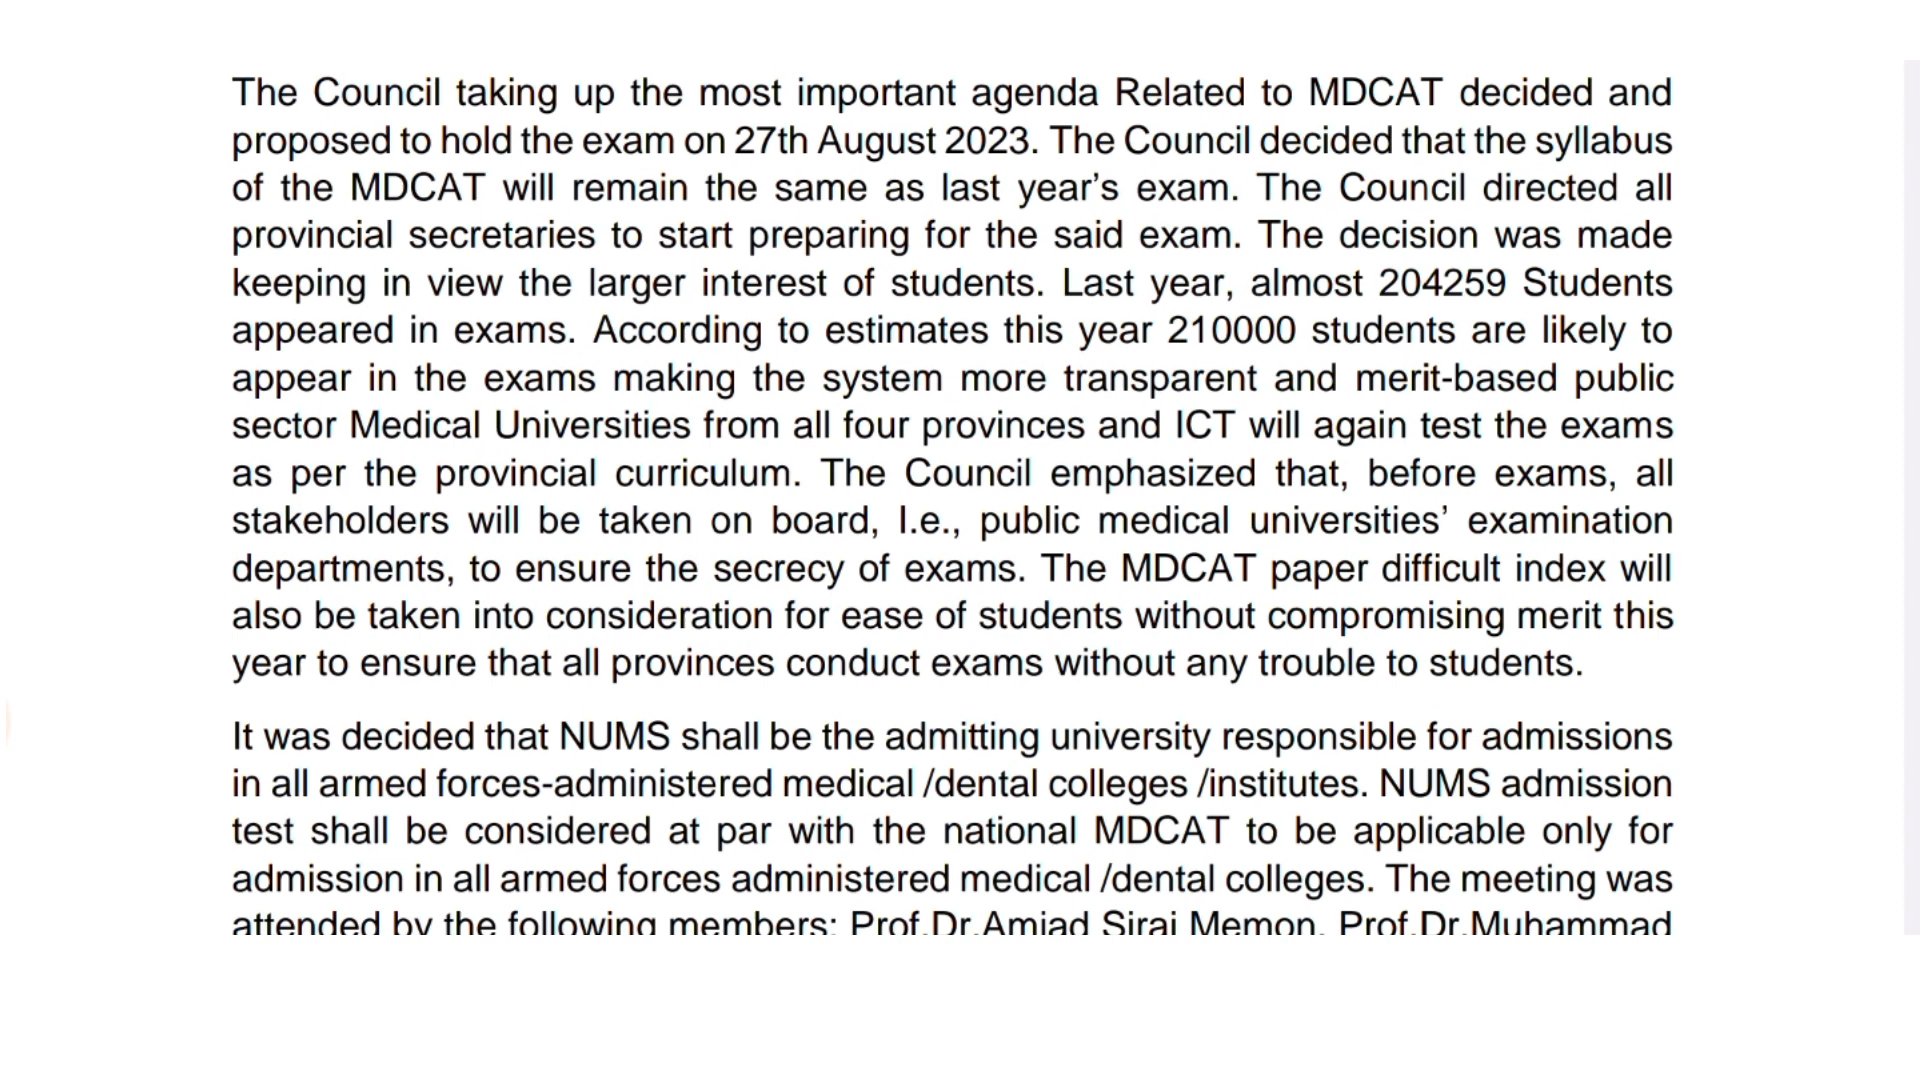 The Council taking up the most important agenda Related to MDCAT decided and
proposed to hold the exam on 27th August 2023. The Council decided that the syllabus
of the MDCAT will remain the same as last year’s exam. The Council directed all
provincial secretaries to start preparing for the said exam. The decision was made
keeping in view the larger interest of students. Last year, almost 204259 Students
appeared in exams. According to estimates this year 210000 students are likely to
appear in the exams making the system more transparent and merit-based public
sector Medical Universities from all four provinces and ICT will again test the exams
as per the provincial curriculum. The Council emphasized that, before exams, all
stakeholders will be taken on board, I.e., public medical universities’ examination
departments, to ensure the secrecy of exams. The MDCAT paper difficult index will
also be taken into consideration for ease of students without compromising merit this
year to ensure that all provinces conduct exams without any trouble to students.
It was decided that NUMS shall be the admitting university responsible for admissions
in all armed forces-administered medical /dental colleges /institutes. NUMS admission
test shall be considered at par with the national MDCAT to be applicable only for
admission in all armed forces administered medical /dental colleges. The meeting was
attended by the following members: Prof.Dr.Amjad Siraj Memon, Prof.Dr.Muhammad